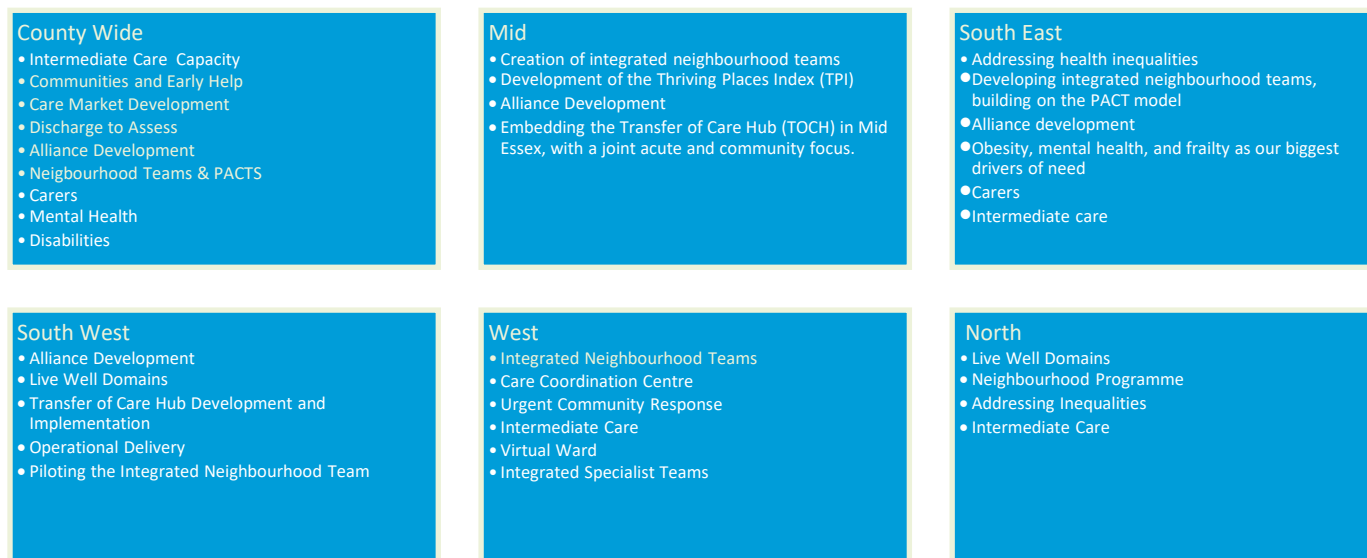 County Wide
• Intermediate Care Capacity
• Communities and Early Help
• Care Market Development
• Discharge to Assess
• Alliance Development
• Neigbourhood Teams & PACTS
• Carers
• Mental Health
• Disabilities
Mid
• Creation of integrated neighbourhood teams
• Development of the Thriving Places Index (TPI)
• Alliance Development
• Embedding the Transfer of Care Hub (TOCH) in Mid
Essex, with a joint acute and community focus.
South East
• Addressing health inequalities
• Developing integrated neighbourhood teams,
building on the PACT model
• Alliance development
• Obesity, mental health, and frailty as our biggest
drivers of need
• Carers
• Intermediate care
South West
• Alliance Development
• Live Well Domains
• Transfer of Care Hub Development and
Implementation
• Operational Delivery
• Piloting the Integrated Neighbourhood Team
West
• Integrated Neighbourhood Teams
• Care Coordination Centre
• Urgent Community Response
• Intermediate Care
• Virtual Ward
• Integrated Specialist Teams
North
• Live Well Domains
• Neighbourhood Programme
• Addressing Inequalities
• Intermediate Care